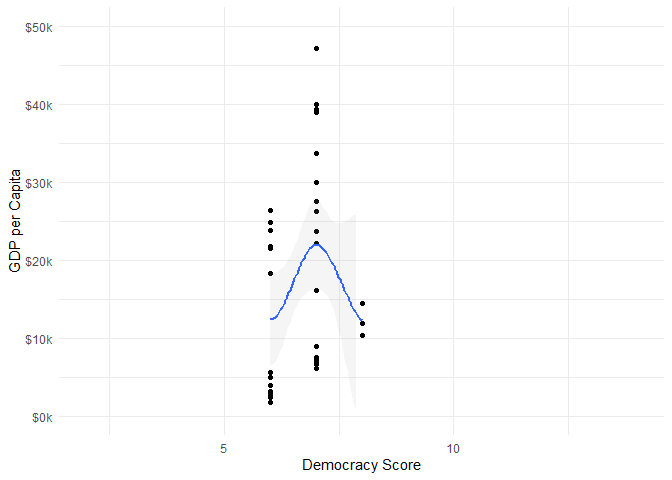 $50k
$40k
$30k
$20k
$10k
$0k
GDP per Capita
5
10
Democracy Score